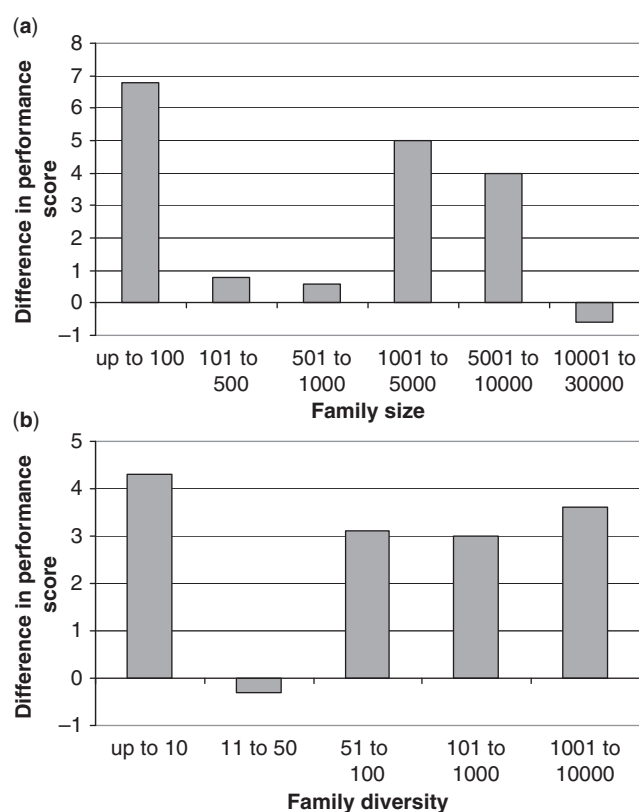 (a)
Difference in performance
score
8
7
6
5
4
3
2
1
0
–1
up to 100
101 to
500
501 to
1000
1001 to
5000
5001 to
10000
10001 to
30000
Family size
(b)
Difference in performance
score
5
4
3
2
1
0
–1
up to 10
11 to 50
51 to
100
101 to
1000
1001 to
10000
Family diversity